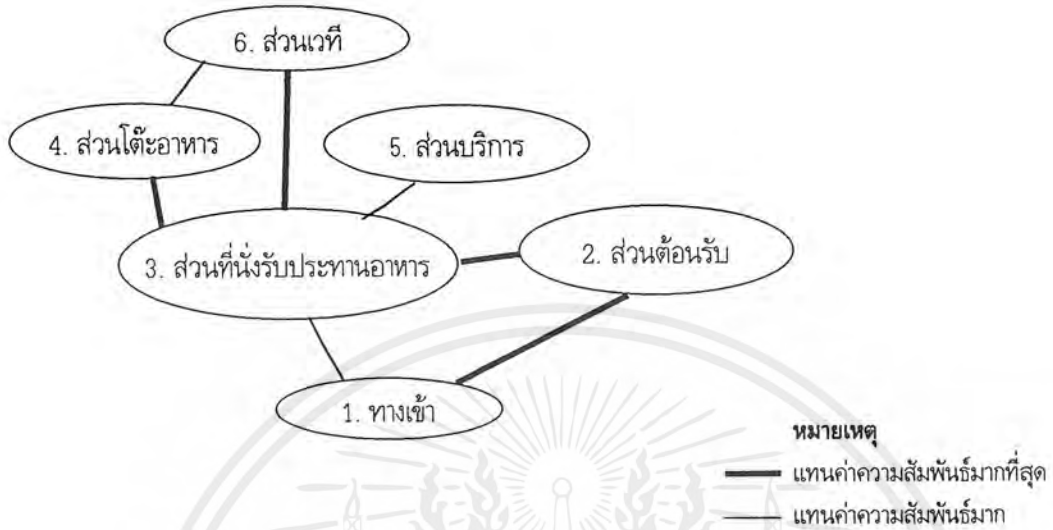 6. ส่วนเวที
4. ส่วนโต๊ะอาหาร
5. ส่วนบริการ
3. ส่วนที่นั่งรับประทานอาหาร
2. ส่วนต้อนรับ
1. ทางเข้า
หมายเหตุ
แทนค่าความสัมพันธ์มากที่สุด
แทนค่าความสัมพันธ์มาก